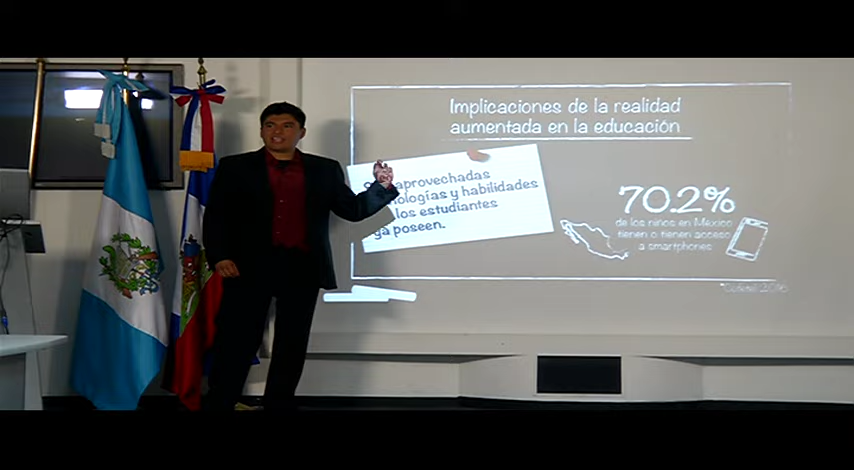 Implicaciones de la realidad
aumentada en la educación
aprovechadas
y habilidades
los estudiantes
ya poseen.
70.2%
de los niños en México
tienen o tienen acceso
a smartphones
2016